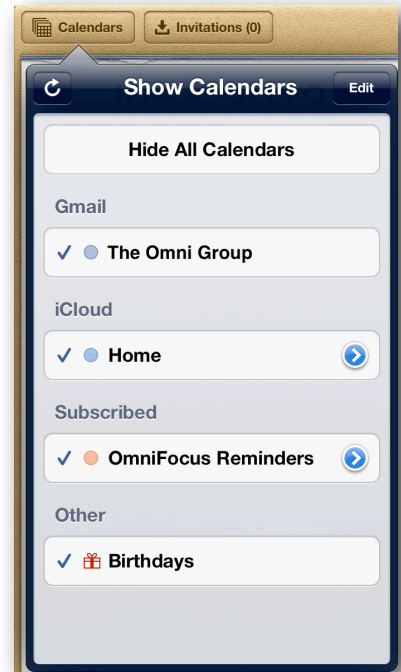 Calendars
Invitations (0)
Show Calendars
Edit
Hide All Calendars
Gmail
The Omni Group
iCloud
Home
Subscribed
OmniFocus Reminders
Other
Birthdays